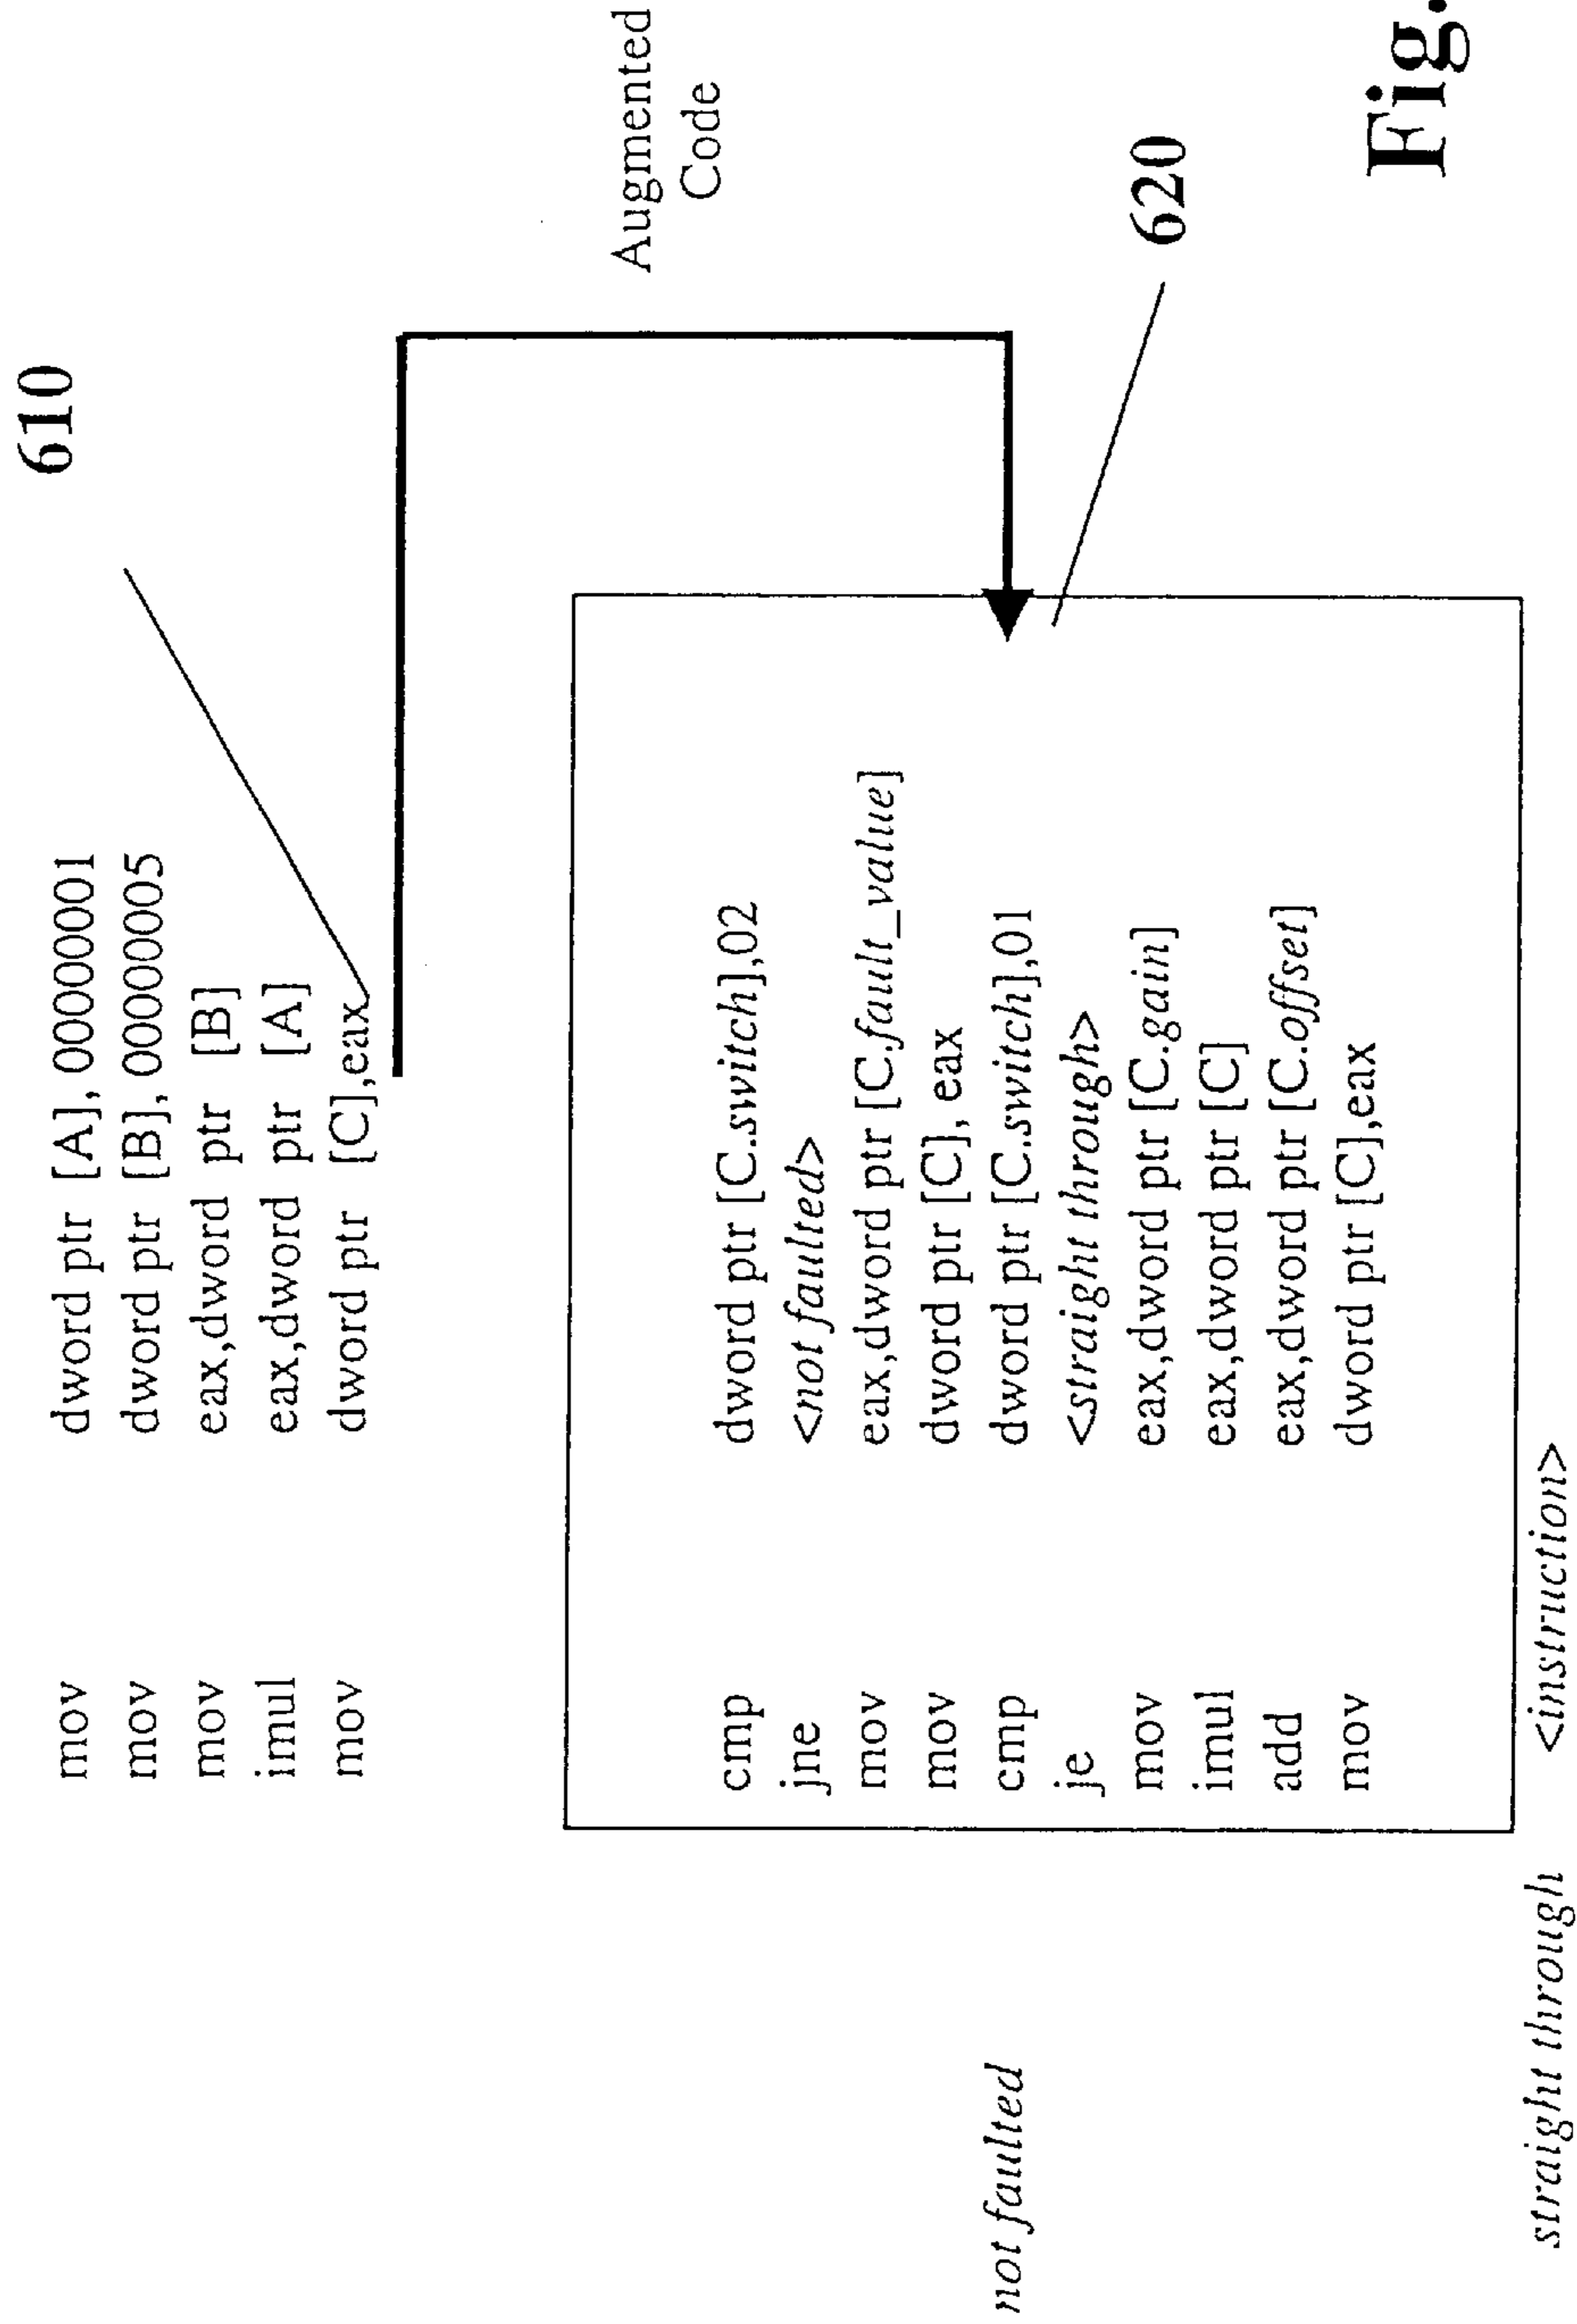 610
mov dword ptr [A], 00000001
mov dword ptr [B], 00000005
mov eax,dword ptr [B]
imul eax,dword ptr [A]
mov dword ptr [C],eax
Augmented
Code
cmp dword ptr [C.switch],02
jne <not faulted>
mov eax,dword ptr [C.fault_value]
mov dword ptr [C], eax
not faulted cmp dword ptr [C.switch],01
je <straight through>
mov eax,dword ptr [C.gain]
imul eax,dword ptr [C]
add eax,dword ptr [C.offset]
mov dword ptr [C],eax
620
straight through <instruction>
Fig.